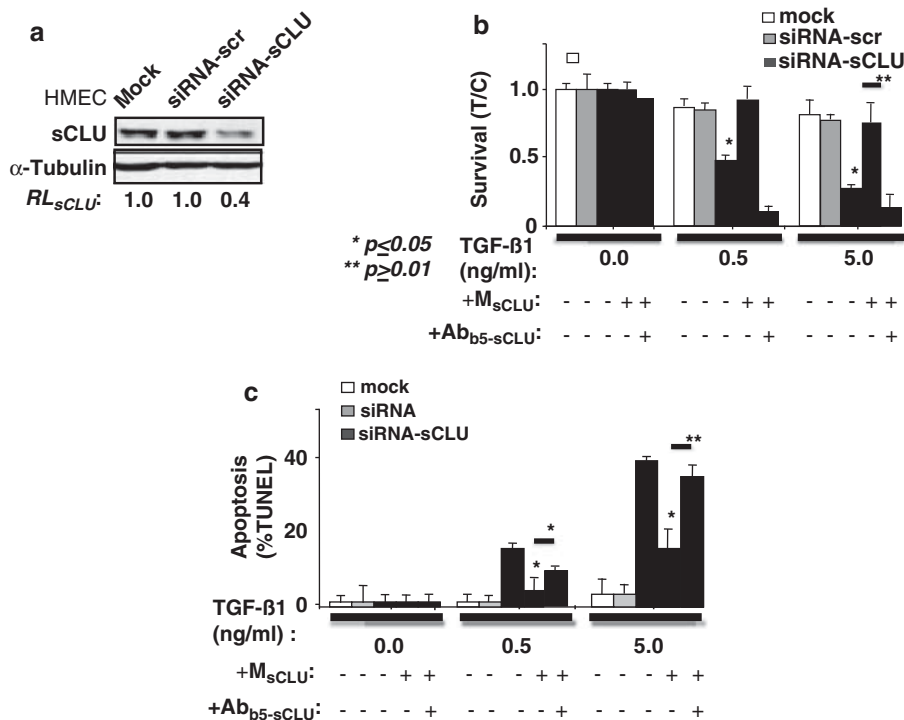 a
HMEC
Mock
siRNA-scr
siRNA-sCLU
sCLU
α-Tubulin
RLsCLU: 1.0 1.0 0.4
b
mock
siRNA-scr
siRNA-sCLU
Survival (T/C)
1.0
0.5
0
*
*
**
* p≤0.05
** p≥0.01
TGF-ß1
(ng/ml):
0.0 0.5 5.0
+MsCLU: - - - + + - - - + + - - - + +
+Abb5-sCLU: - - - - + - - - - + - - - - +
c
mock
siRNA
siRNA-sCLU
Apoptosis
(%TUNEL)
40
20
0
*
*
*
**
TGF-ß1
(ng/ml) :
0.0 0.5 5.0
+MsCLU: - - - + + - - - + + - - - + +
+Abb5-sCLU: - - - - + - - - - + - - - - +